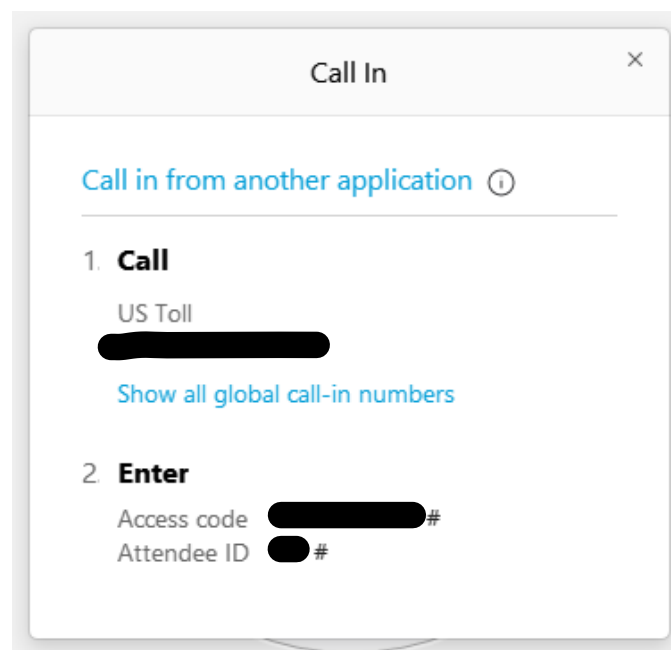 Call In
Call in from another application
1. Call
US Toll
Show all global call-in numbers
2. Enter
Access code #
Attendee ID #